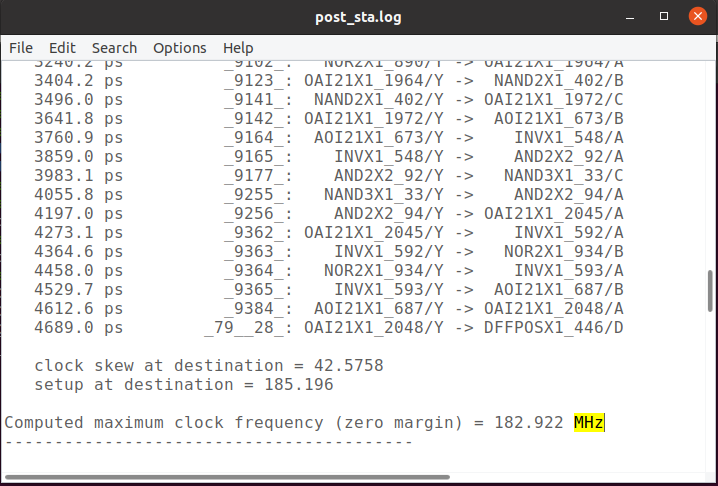 post_sta.log
File Edit Search Options Help
3240.2 ps _9102_: NOR2X1_890/Y -> OAI21X1_1964/A
3404.2 ps _9123_: OAI21X1_1964/Y -> NAND2X1_402/B
3496.0 ps _9141_: NAND2X1_402/Y -> OAI21X1_1972/C
3641.8 ps _9142_: OAI21X1_1972/Y -> AOI21X1_673/B
3760.9 ps _9164_: AOI21X1_673/Y -> INVX1_548/A
3859.0 ps _9165_: INVX1_548/Y -> AND2X2_92/A
3983.1 ps _9177_: AND2X2_92/Y -> NAND3X1_33/C
4055.8 ps _9255_: NAND3X1_33/Y -> AND2X2_94/A
4197.0 ps _9256_: AND2X2_94/Y -> OAI21X1_2045/A
4273.1 ps _9362_: OAI21X1_2045/Y -> INVX1_592/A
4364.6 ps _9363_: INVX1_592/Y -> NOR2X1_934/B
4458.0 ps _9364_: NOR2X1_934/Y -> INVX1_593/A
4529.7 ps _9365_: INVX1_593/Y -> AOI21X1_687/B
4612.6 ps _9384_: AOI21X1_687/Y -> OAI21X1_2048/A
4689.0 ps _79__28_: OAI21X1_2048/Y -> DFFPOSX1_446/D
clock skew at destination = 42.5758
setup at destination = 185.196
Computed maximum clock frequency (zero margin) = 182.922 MHz
-----------------------------------------